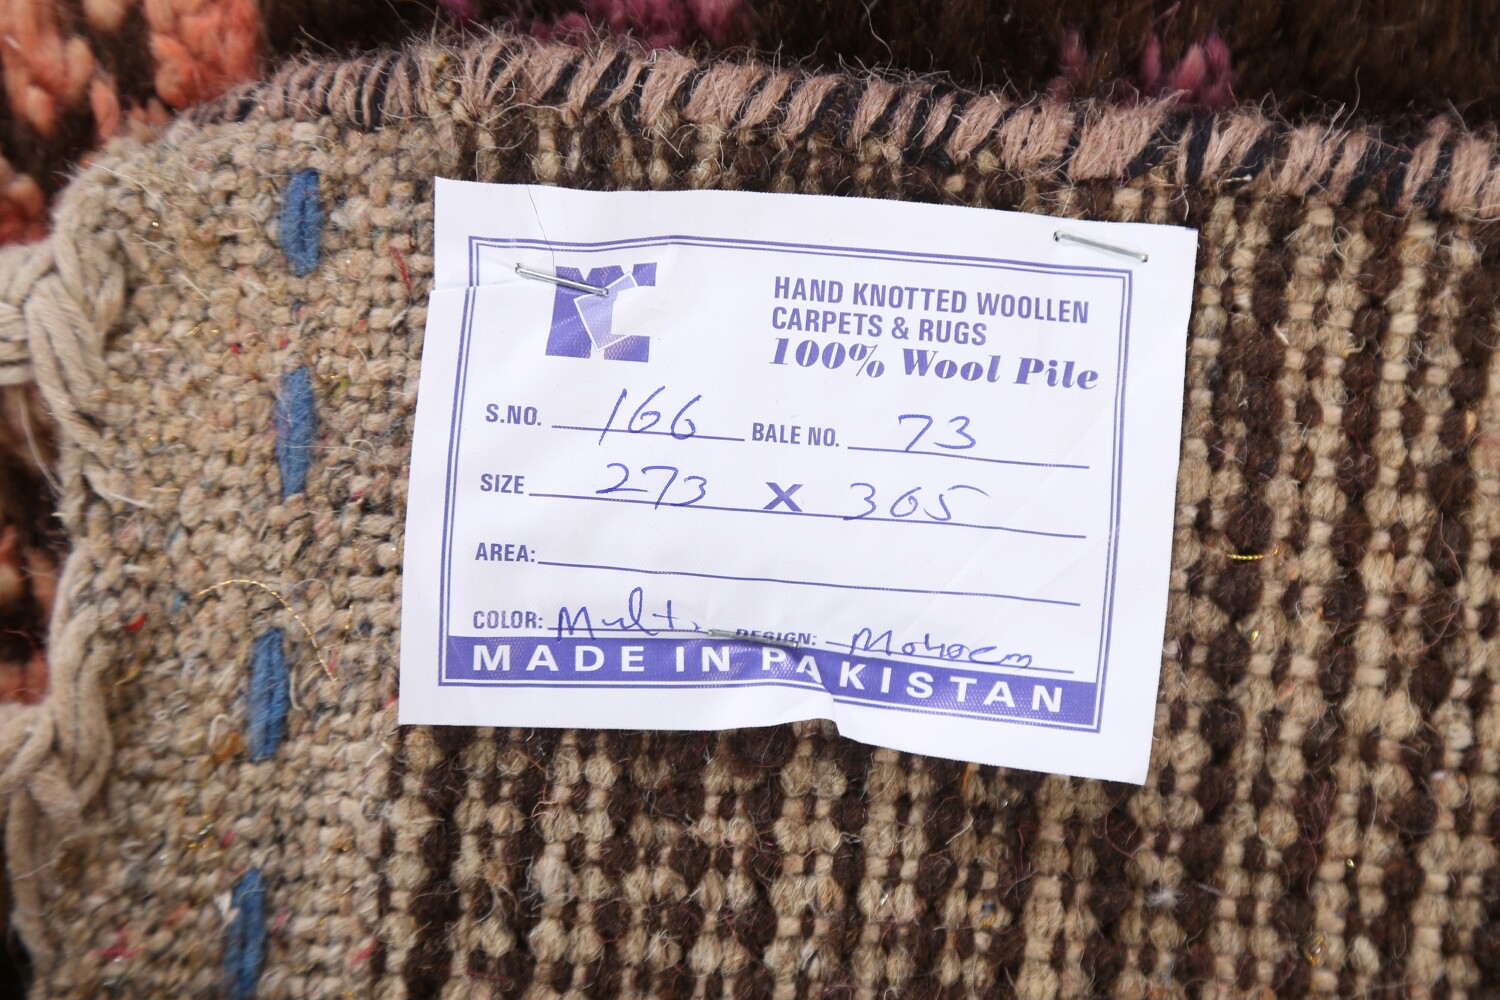 HAND KNOTTED WOOLLEN
CARPETS & RUGS
100% Wool Pile
S.NO. 166 BALE NO. 73
SIZE 273 X 365
AREA:
COLOR: Multi DESIGN:
MADE IN PAKISTAN